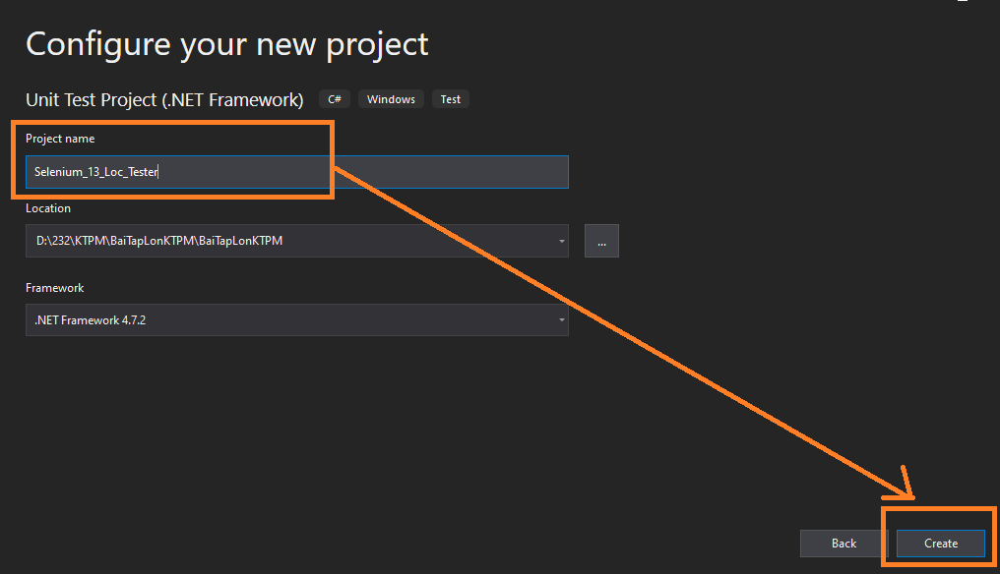 Configure your new project
Unit Test Project (.NET Framework) C# Windows Test
Project name
Selenium_13_Loc_Tester
Location
D:\232\KTPM\BaiTapLonKTPM\BaiTapLonKTPM
...
Framework
.NET Framework 4.7.2
Back Create